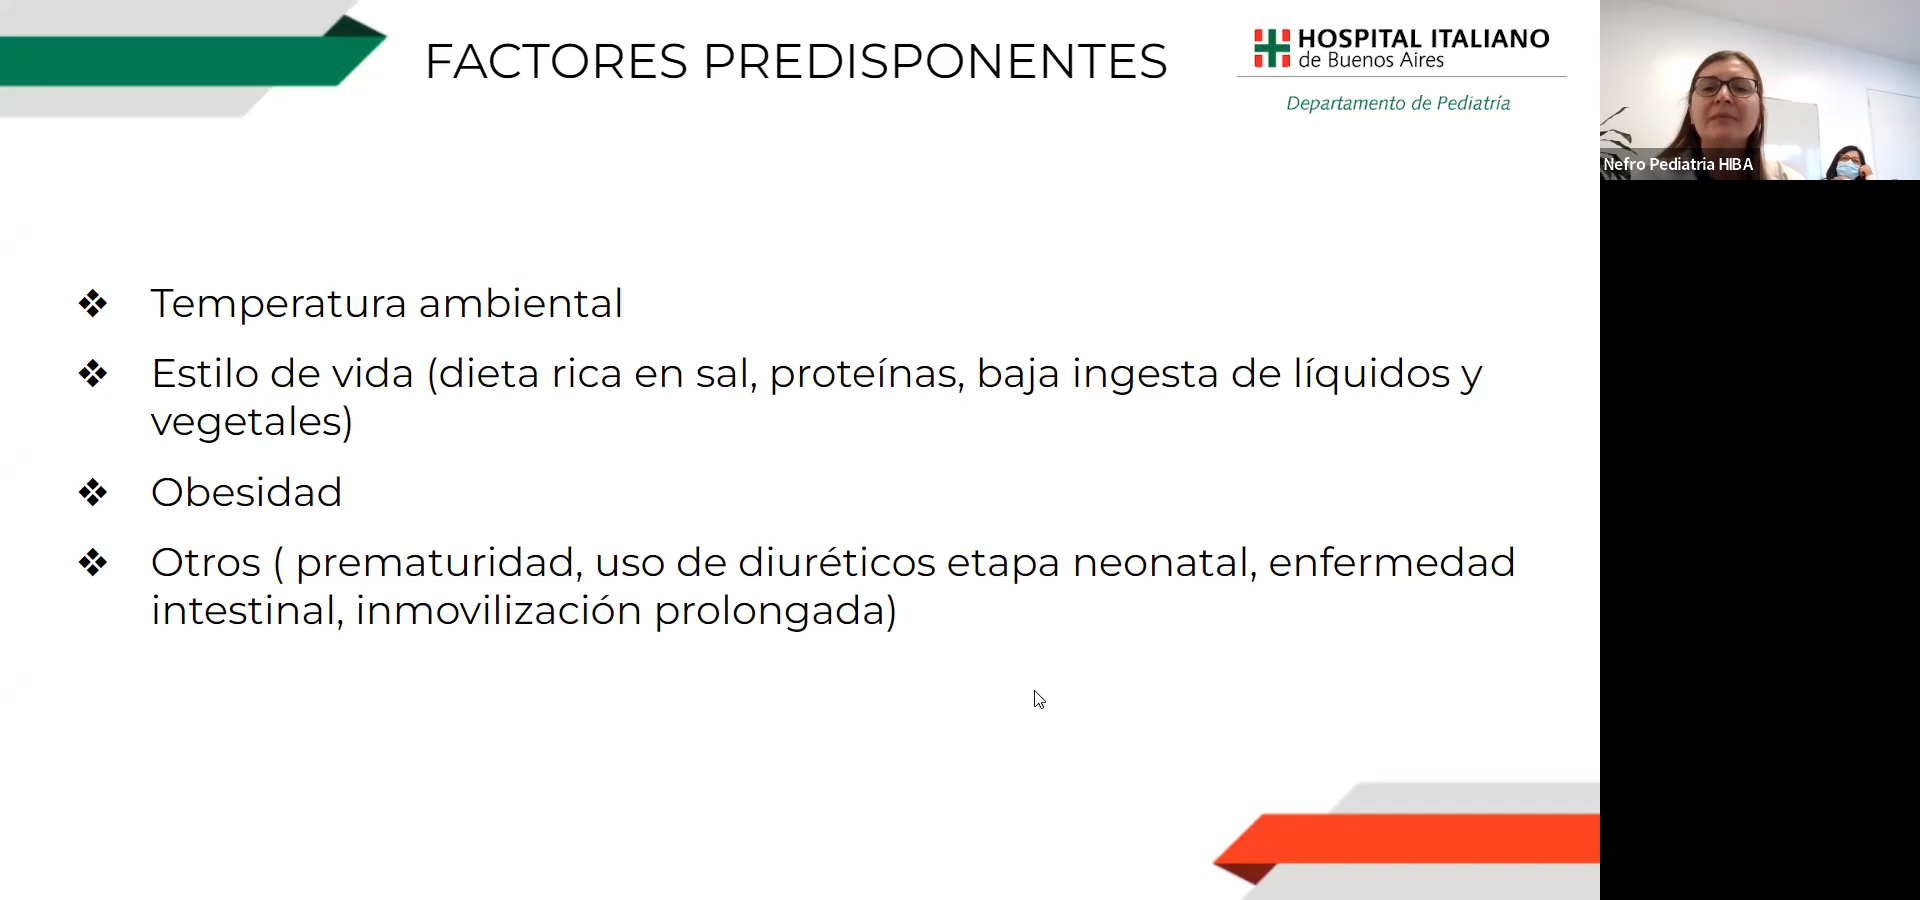 FACTORES PREDISPONENTES
HOSPITAL ITALIANO
de Buenos Aires
Departamento de Pediatría
Nefro Pediatria HIBA
❖ Temperatura ambiental
❖ Estilo de vida (dieta rica en sal, proteínas, baja ingesta de líquidos y
vegetales)
❖ Obesidad
❖ Otros ( prematuridad, uso de diuréticos etapa neonatal, enfermedad
intestinal, inmovilización prolongada)